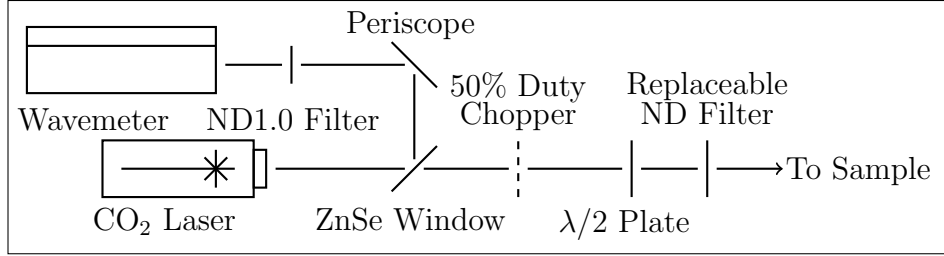 Periscope
50% Duty
Chopper
Replaceable
ND Filter
Wavemeter
ND1.0 Filter
To Sample
CO₂ Laser
ZnSe Window
λ/2 Plate